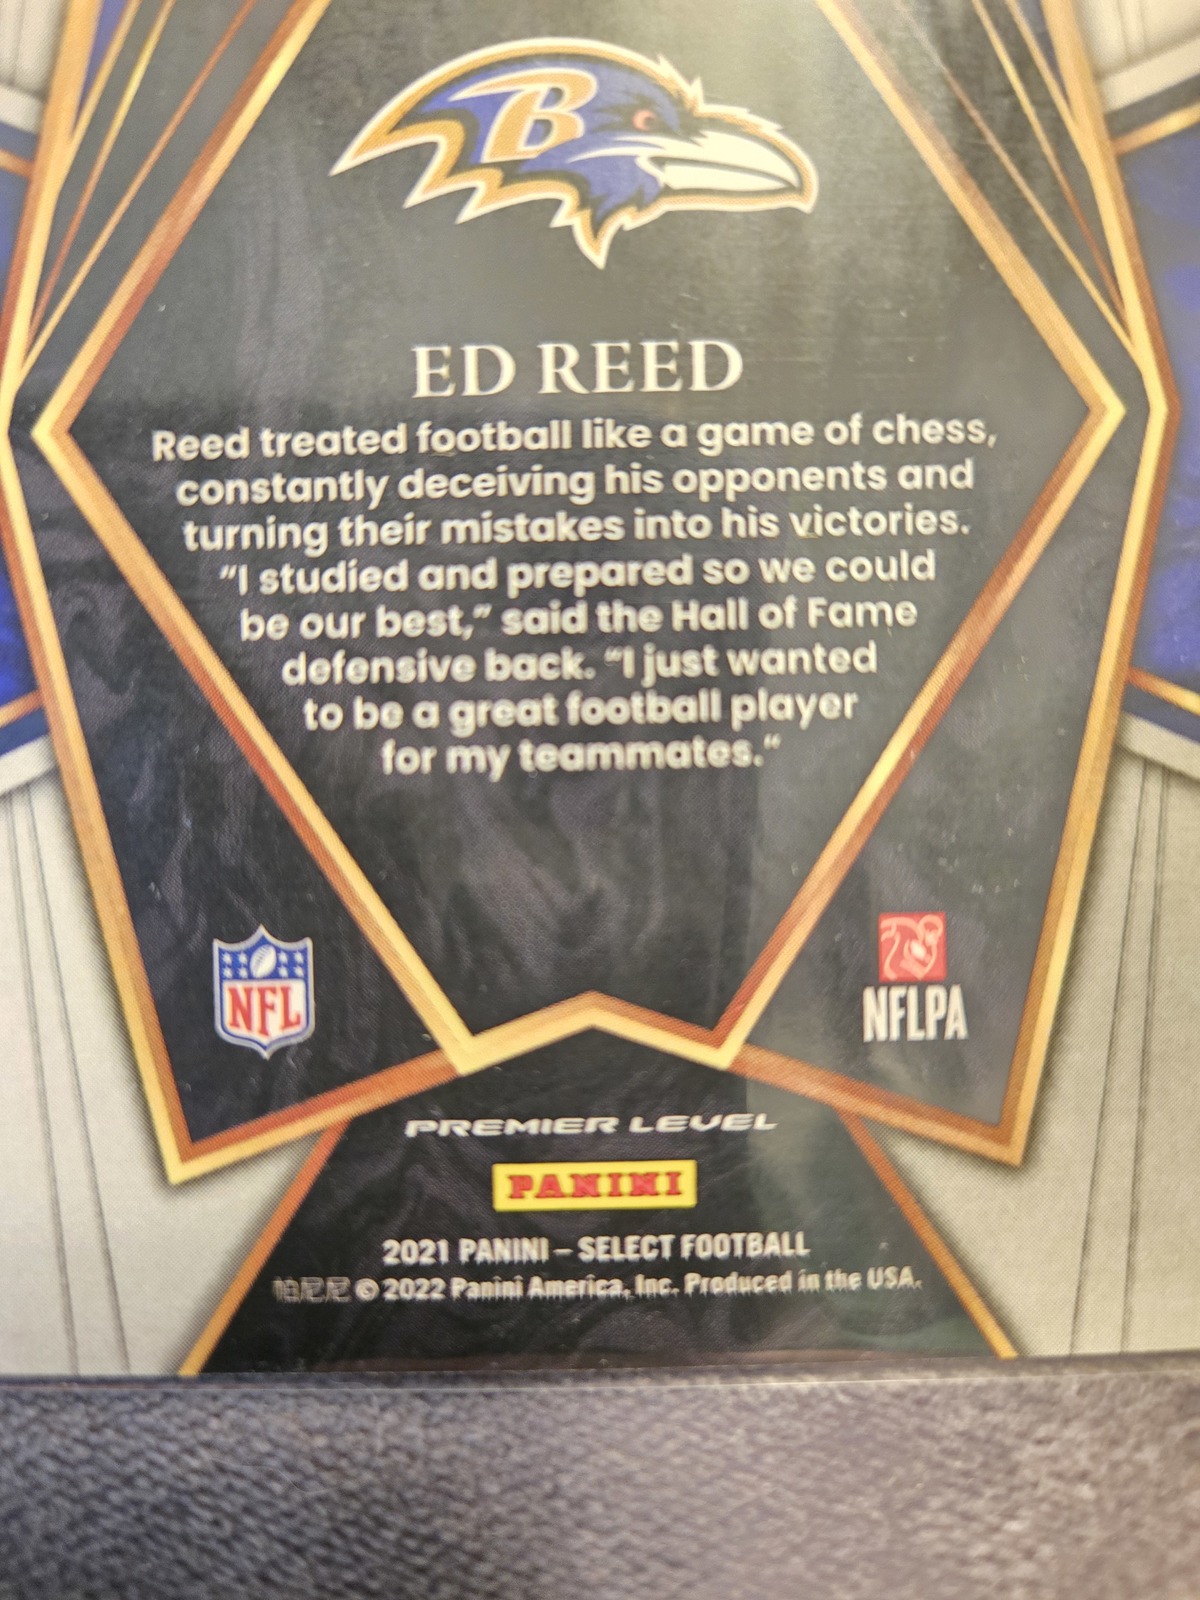 B
ED REED
Reed treated football like a game of chess,
constantly deceiving his opponents and
turning their mistakes into his victories.
“I studied and prepared so we could
be our best,” said the Hall of Fame
defensive back. “I just wanted
to be a great football player
for my teammates.“
NFL
NFLPA
PREMIER LEVEL
PANINI
2021 PANINI – SELECT FOOTBALL
帕尼尼 © 2022 Panini America, Inc. Produced in the USA.